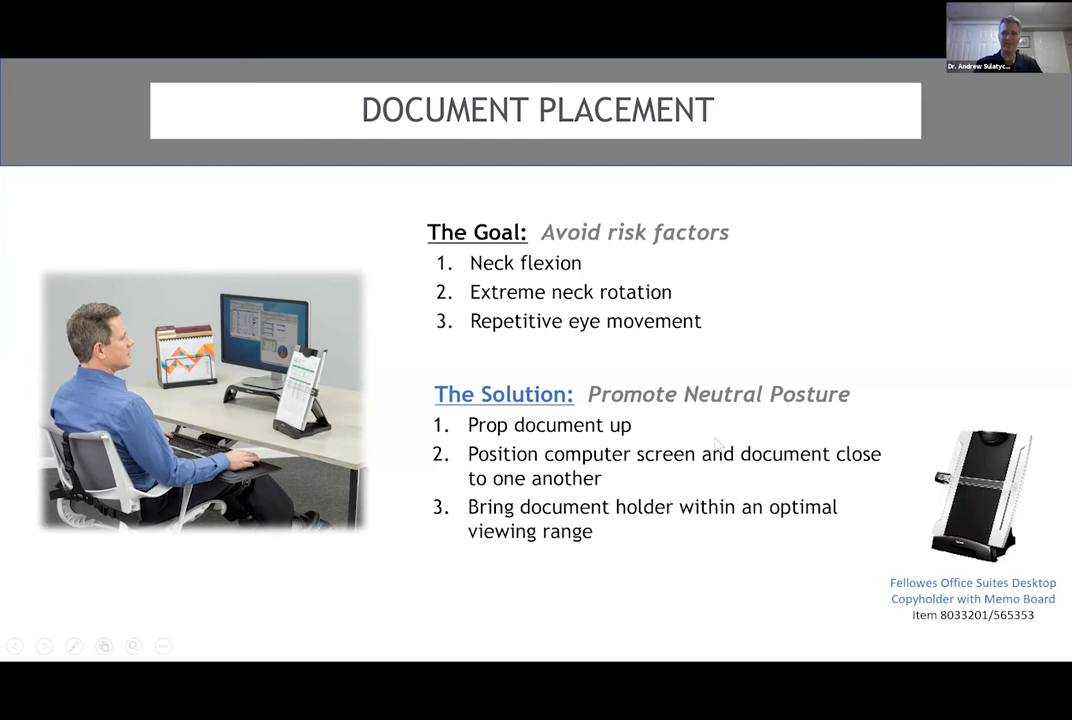 Dr. Andrew Sulatyc...
DOCUMENT PLACEMENT
The Goal: Avoid risk factors
1. Neck flexion
2. Extreme neck rotation
3. Repetitive eye movement
The Solution: Promote Neutral Posture
1. Prop document up
2. Position computer screen and document close
to one another
3. Bring document holder within an optimal
viewing range
Fellowes Office Suites Desktop
Copyholder with Memo Board
Item 8033201/565353